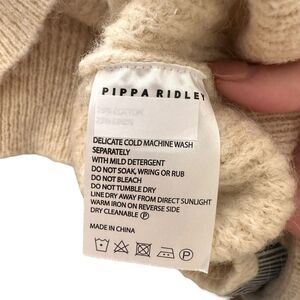 PIPPA RIDLEY
COTTON
LINEN
DELICATE COLD MACHINE WASH
SEPARATELY
WITH MILD DETERGENT
DO NOT SOAK, WRING OR RUB
DO NOT BLEACH
DO NOT TUMBLE DRY
LINE DRY AWAY FROM DIRECT SUNLIGHT
WARM IRON ON REVERSE SIDE
DRY CLEANABLE Ⓟ
MADE IN CHINA